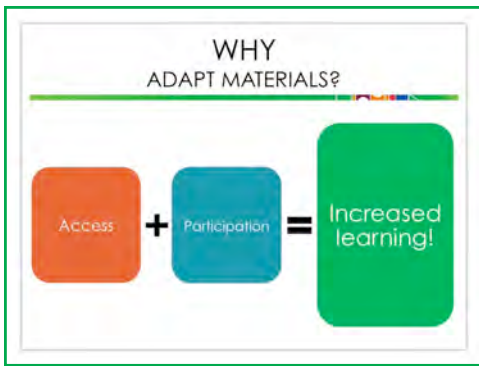 WHY
ADAPT MATERIALS?
Access + Participation = Increased
learning!